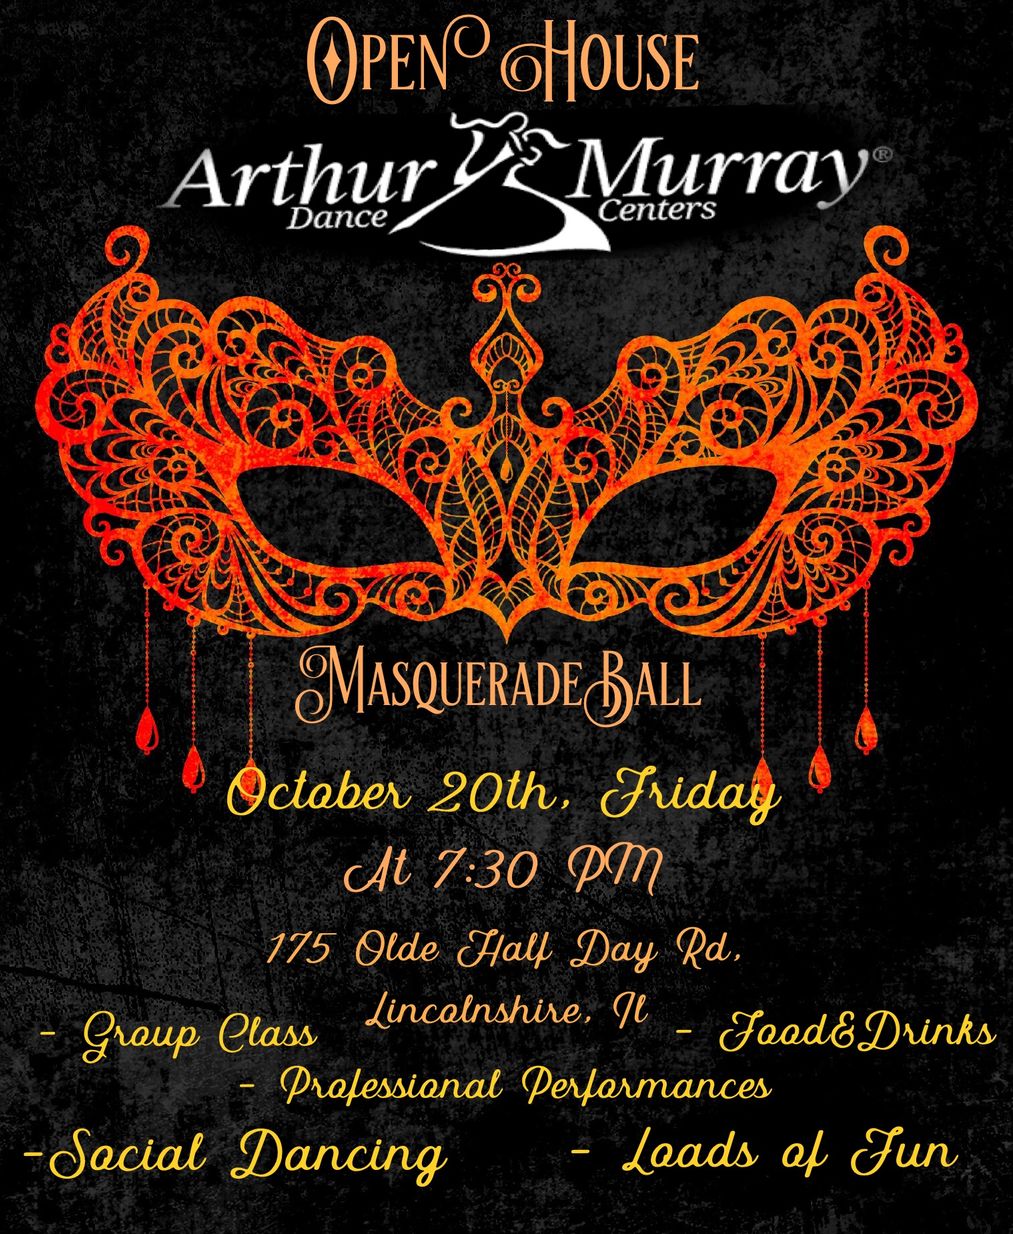 Open House
Arthur Murray®
Dance Centers
Masquerade Ball
October 20th, Friday
At 7:30 PM
175 Olde Half Day Rd,
Lincolnshire, Il
- Group Class
- Food&Drinks
- Professional Performances
-Social Dancing
- Loads of Fun